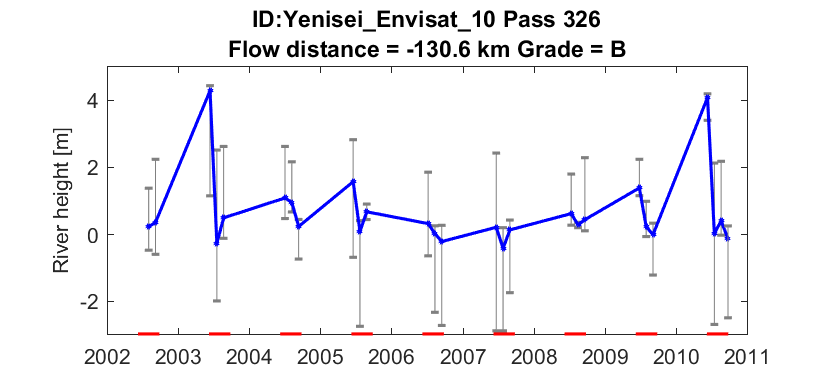 ID:Yenisei_Envisat_10 Pass 326
Flow distance = -130.6 km Grade = B
River height [m]
4
2
0
-2
2002 2003 2004 2005 2006 2007 2008 2009 2010 2011